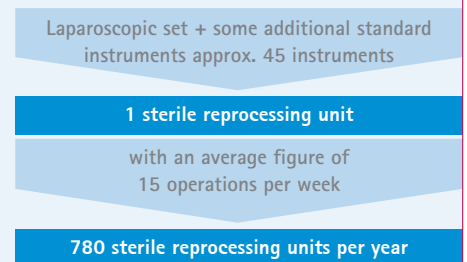 Laparoscopic set + some additional standard
instruments approx. 45 instruments
1 sterile reprocessing unit
with an average figure of
15 operations per week
780 sterile reprocessing units per year